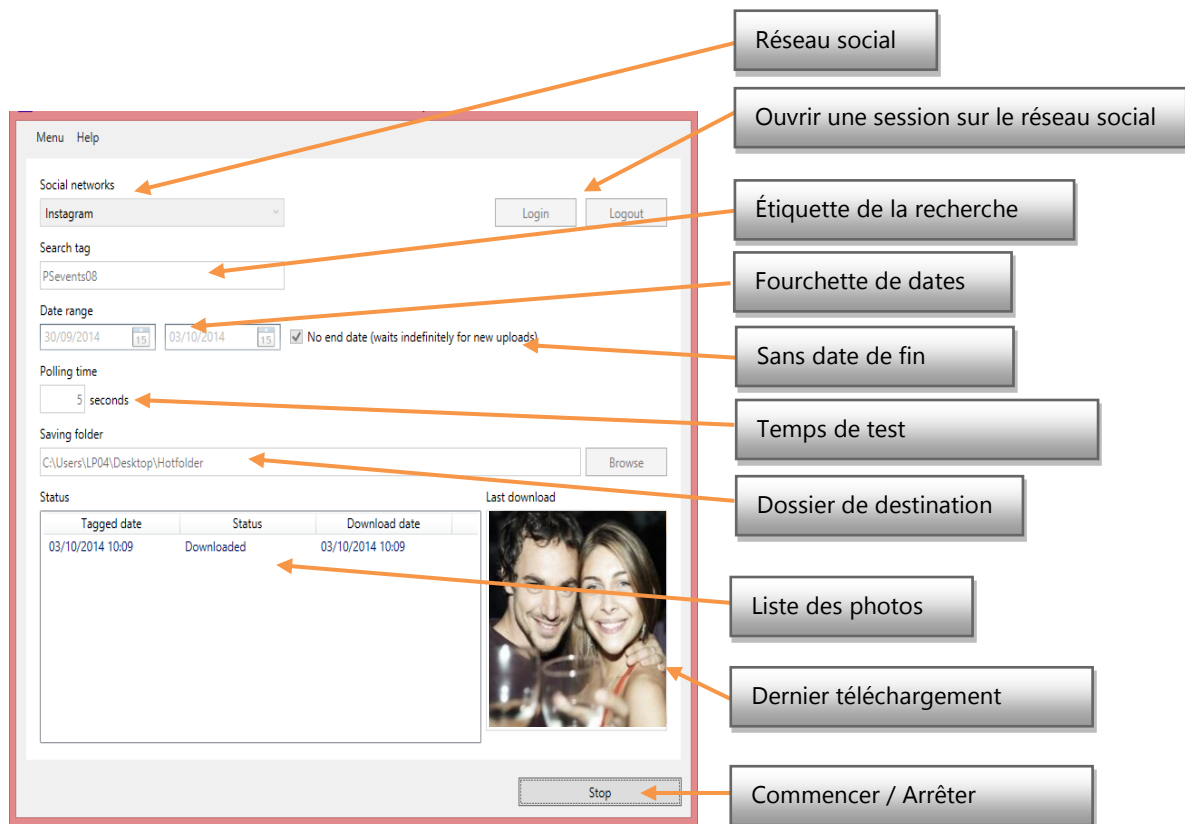 Réseau social
Ouvrir une session sur le réseau social
Menu Help
Social networks
Instagram
Login Logout
Étiquette de la recherche
Search tag
PSevents08
Fourchette de dates
Date range
30/09/2014 15 03/10/2014 15 No end date (waits indefinitely for new uploads)
Sans date de fin
Polling time
5 seconds
Temps de test
Saving folder
C:\Users\LP04\Desktop\Hotfolder Browse
Dossier de destination
Status Last download
Tagged date Status Download date
03/10/2014 10:09 Downloaded 03/10/2014 10:09
Liste des photos
Dernier téléchargement
Stop
Commencer / Arrêter